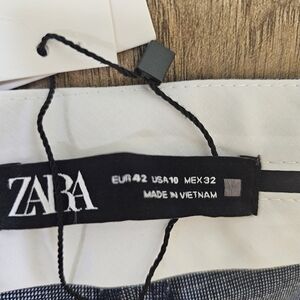 ZARA
EUR 42 USA 10 MEX 32
MADE IN VIETNAM